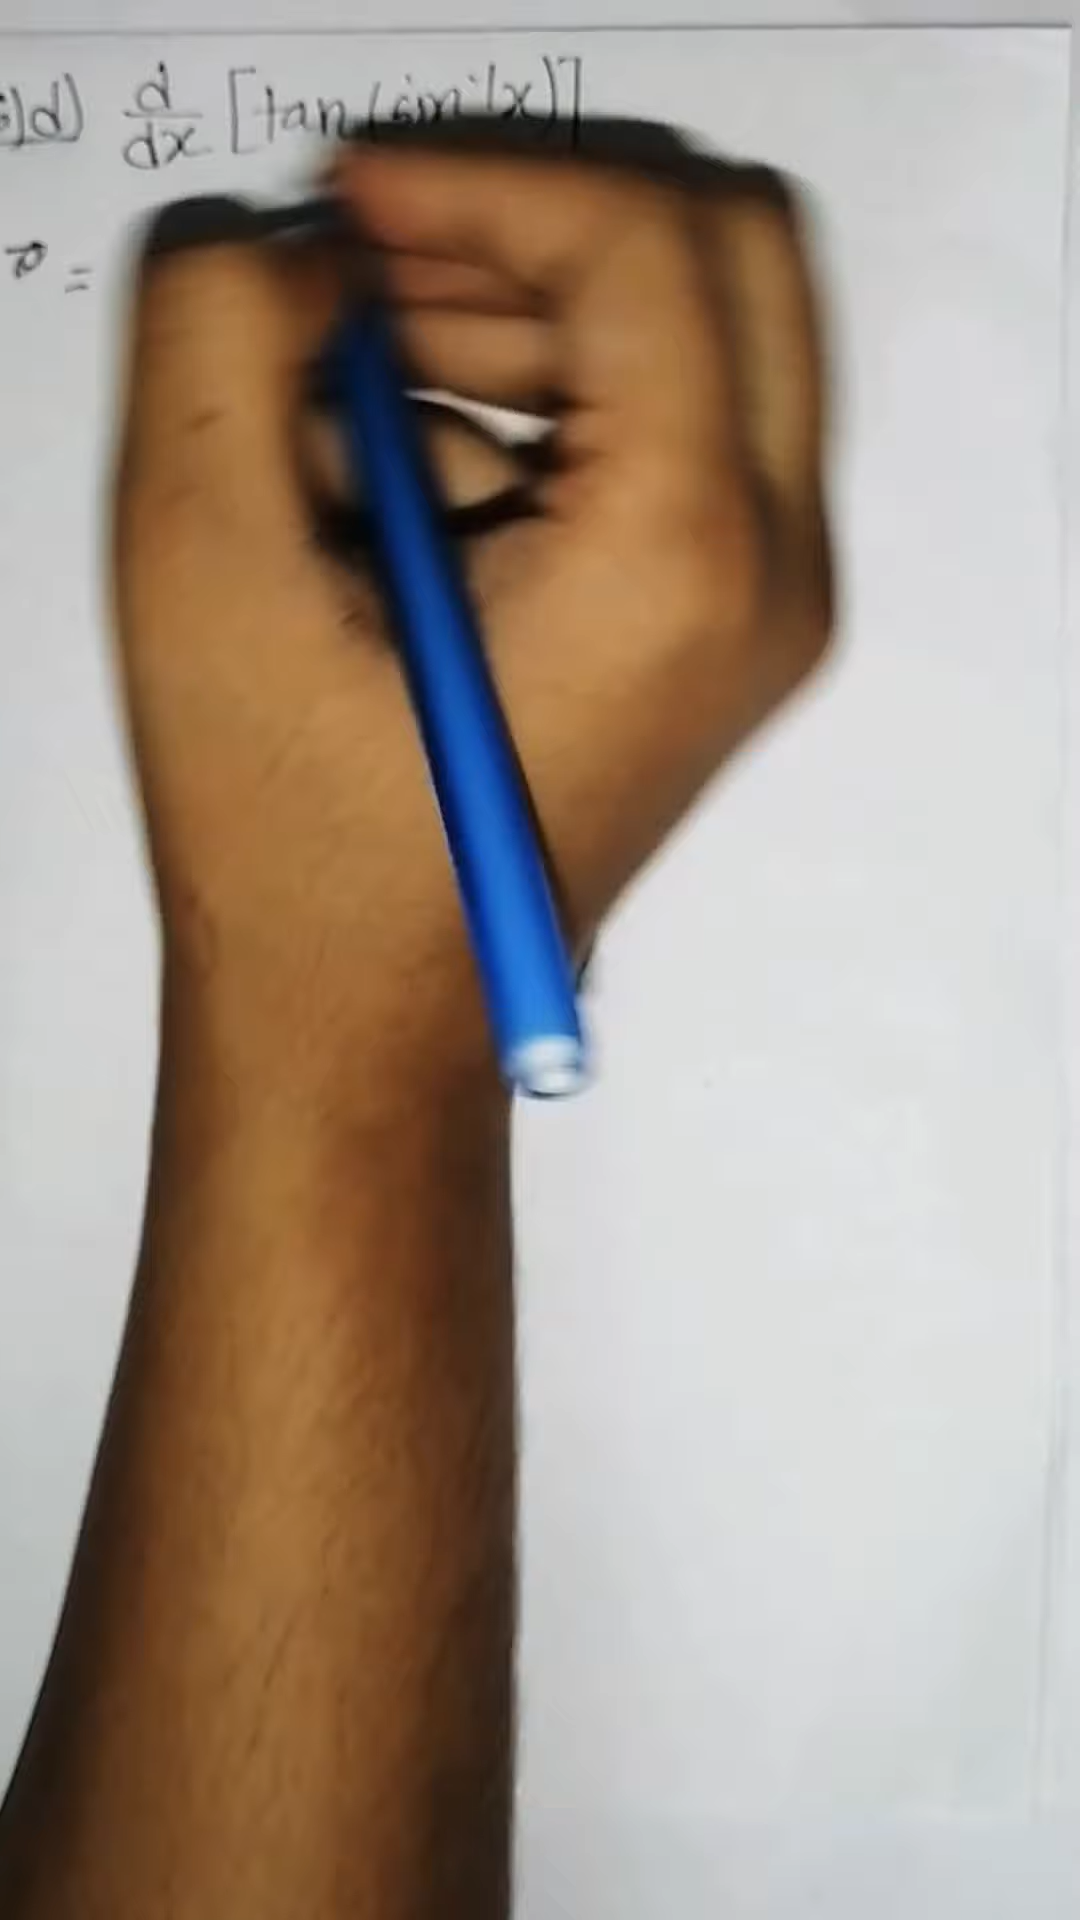 d) d/dx [tan(sin⁻¹x)]
=